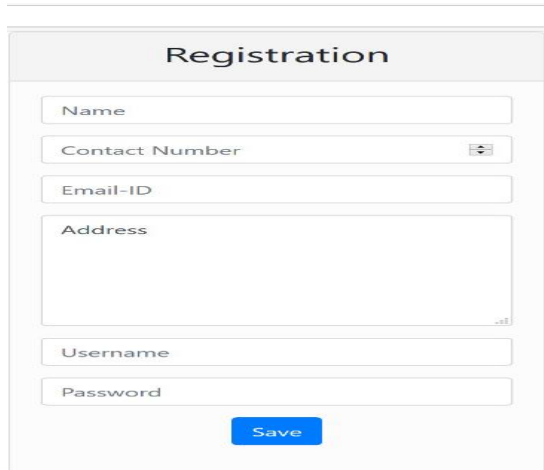 Registration
Name
Contact Number
Email-ID
Address
Username
Password
Save